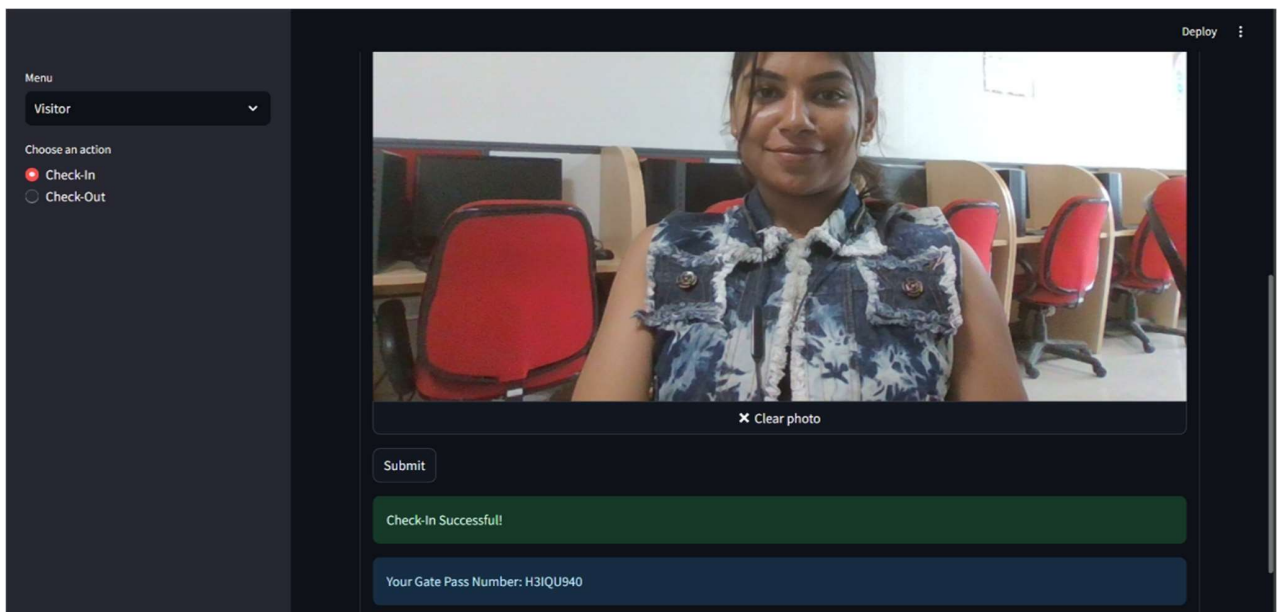 Deploy
Menu
Visitor
Choose an action
Check-In
Check-Out
Clear photo
Submit
Check-In Successful!
Your Gate Pass Number: H3IQU940